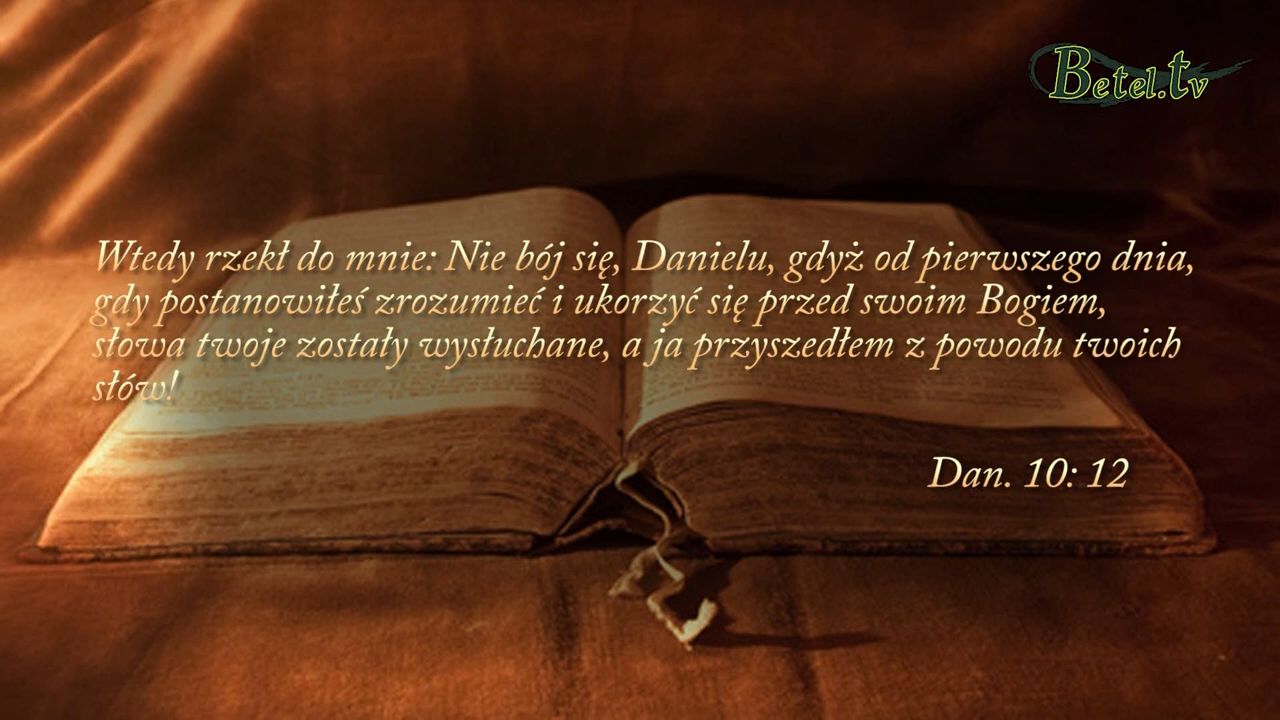 Betel.tv
Wtedy rzekł do mnie: Nie bój się, Danielu, gdyż od pierwszego dnia,
gdy postanowiłeś zrozumieć i ukorzyć się przed swoim Bogiem,
słowa twoje zostały wysłuchane, a ja przyszedłem z powodu twoich
słów!
Dan. 10: 12